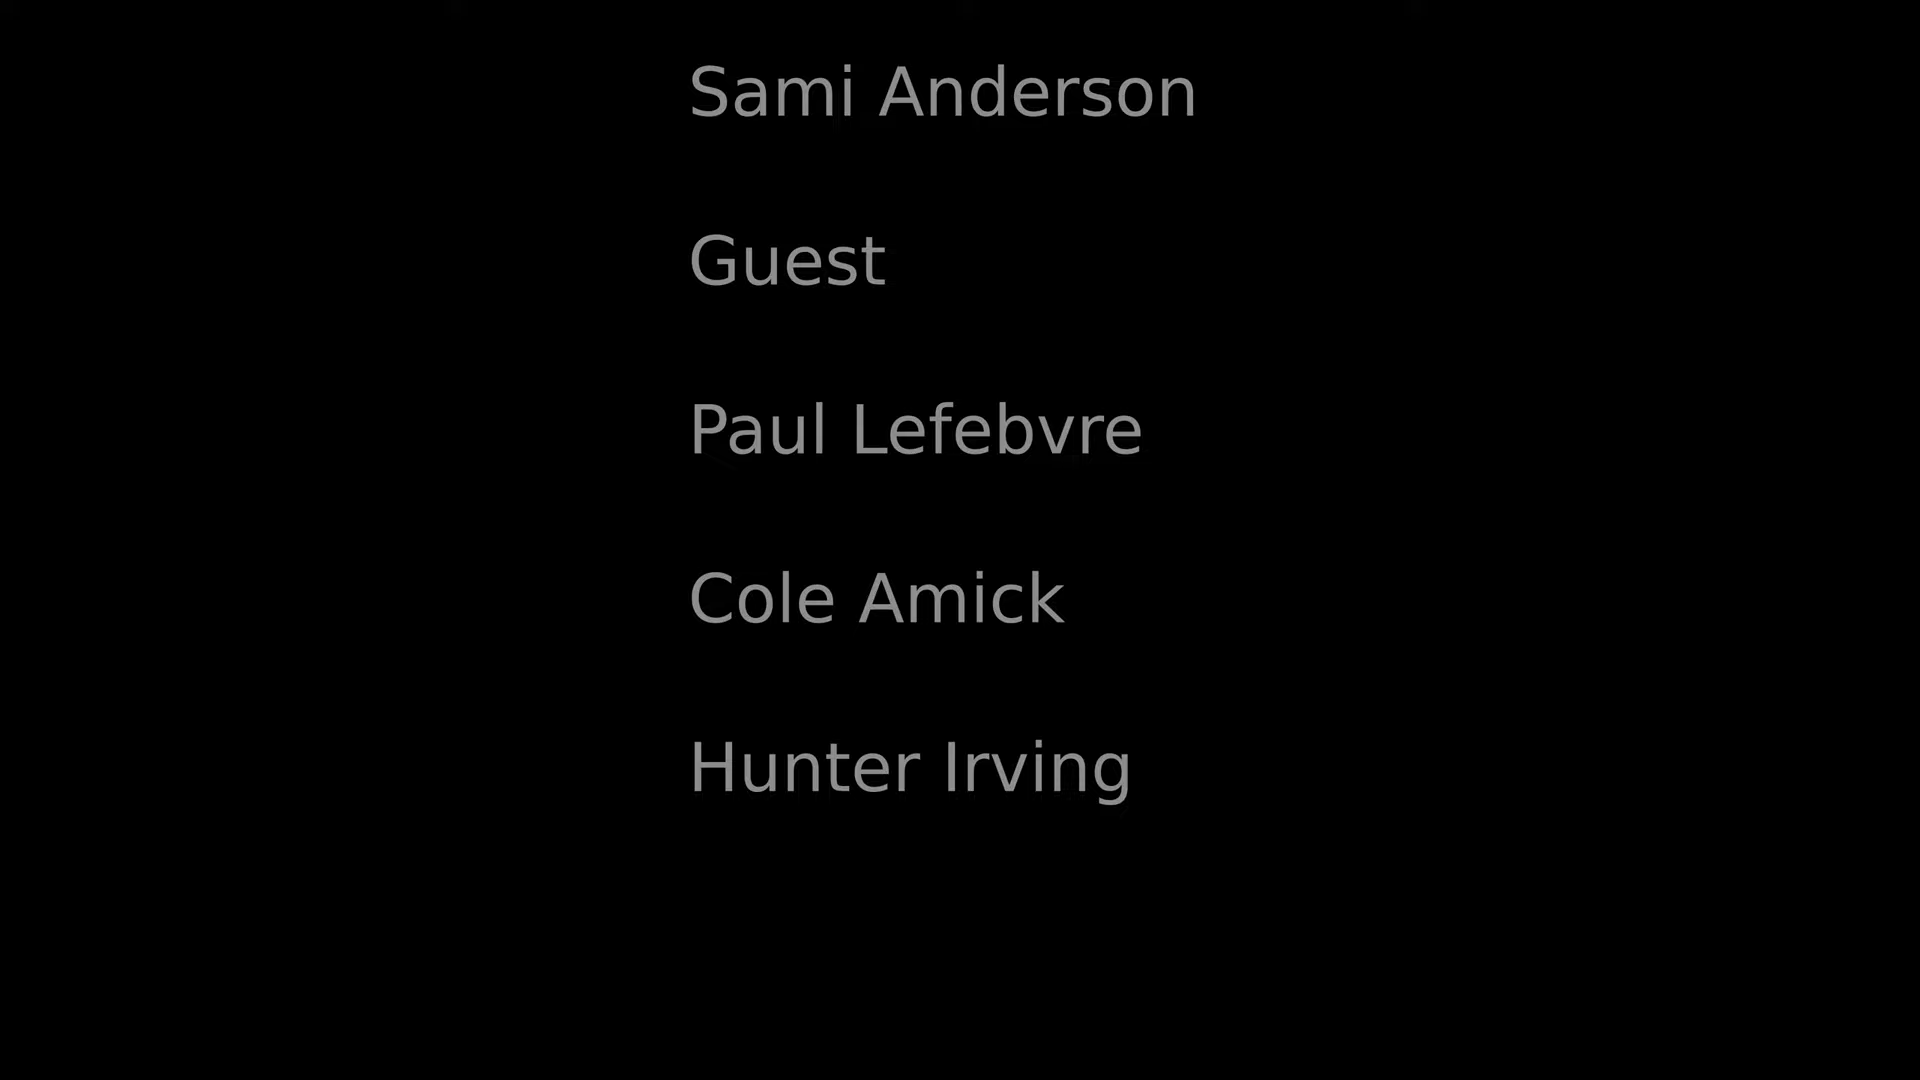 Sami Anderson
Guest
Paul Lefebvre
Cole Amick
Hunter Irving